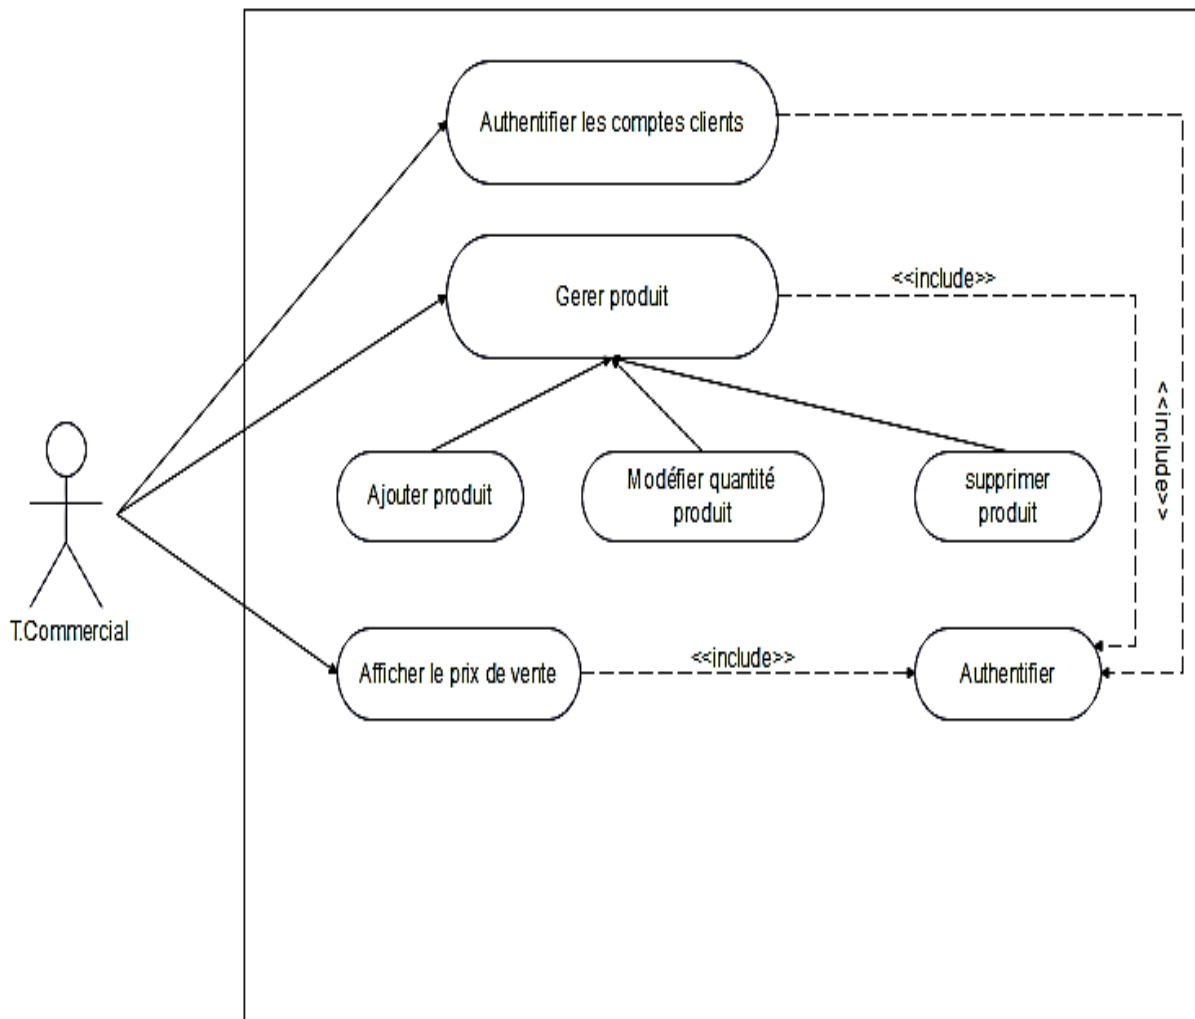 Authentifier les comptes clients
Gerer produit
<<include>>
<<include>>
Ajouter produit
Modéfier quantité
produit
supprimer
produit
T.Commercial
Afficher le prix de vente
<<include>>
Authentifier